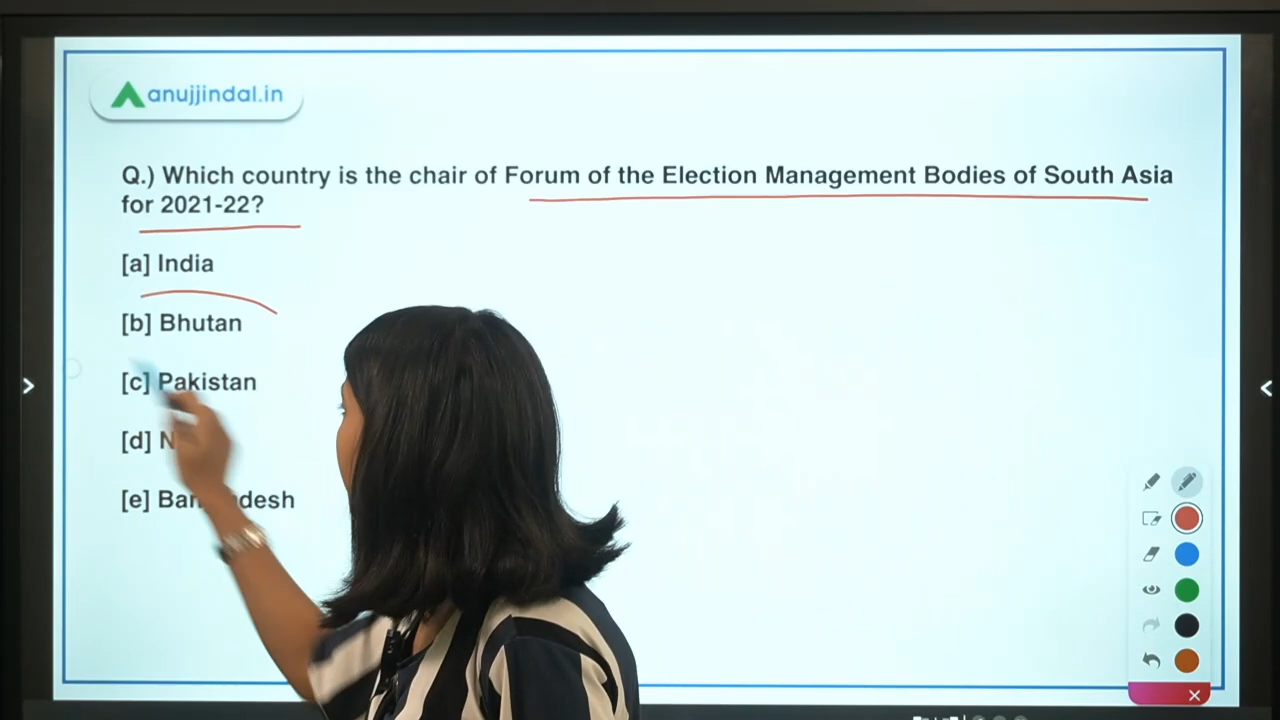 anujjindal.in
Q.) Which country is the chair of Forum of the Election Management Bodies of South Asia
for 2021-22?
[a] India
[b] Bhutan
[c] Pakistan
[d]
[e]